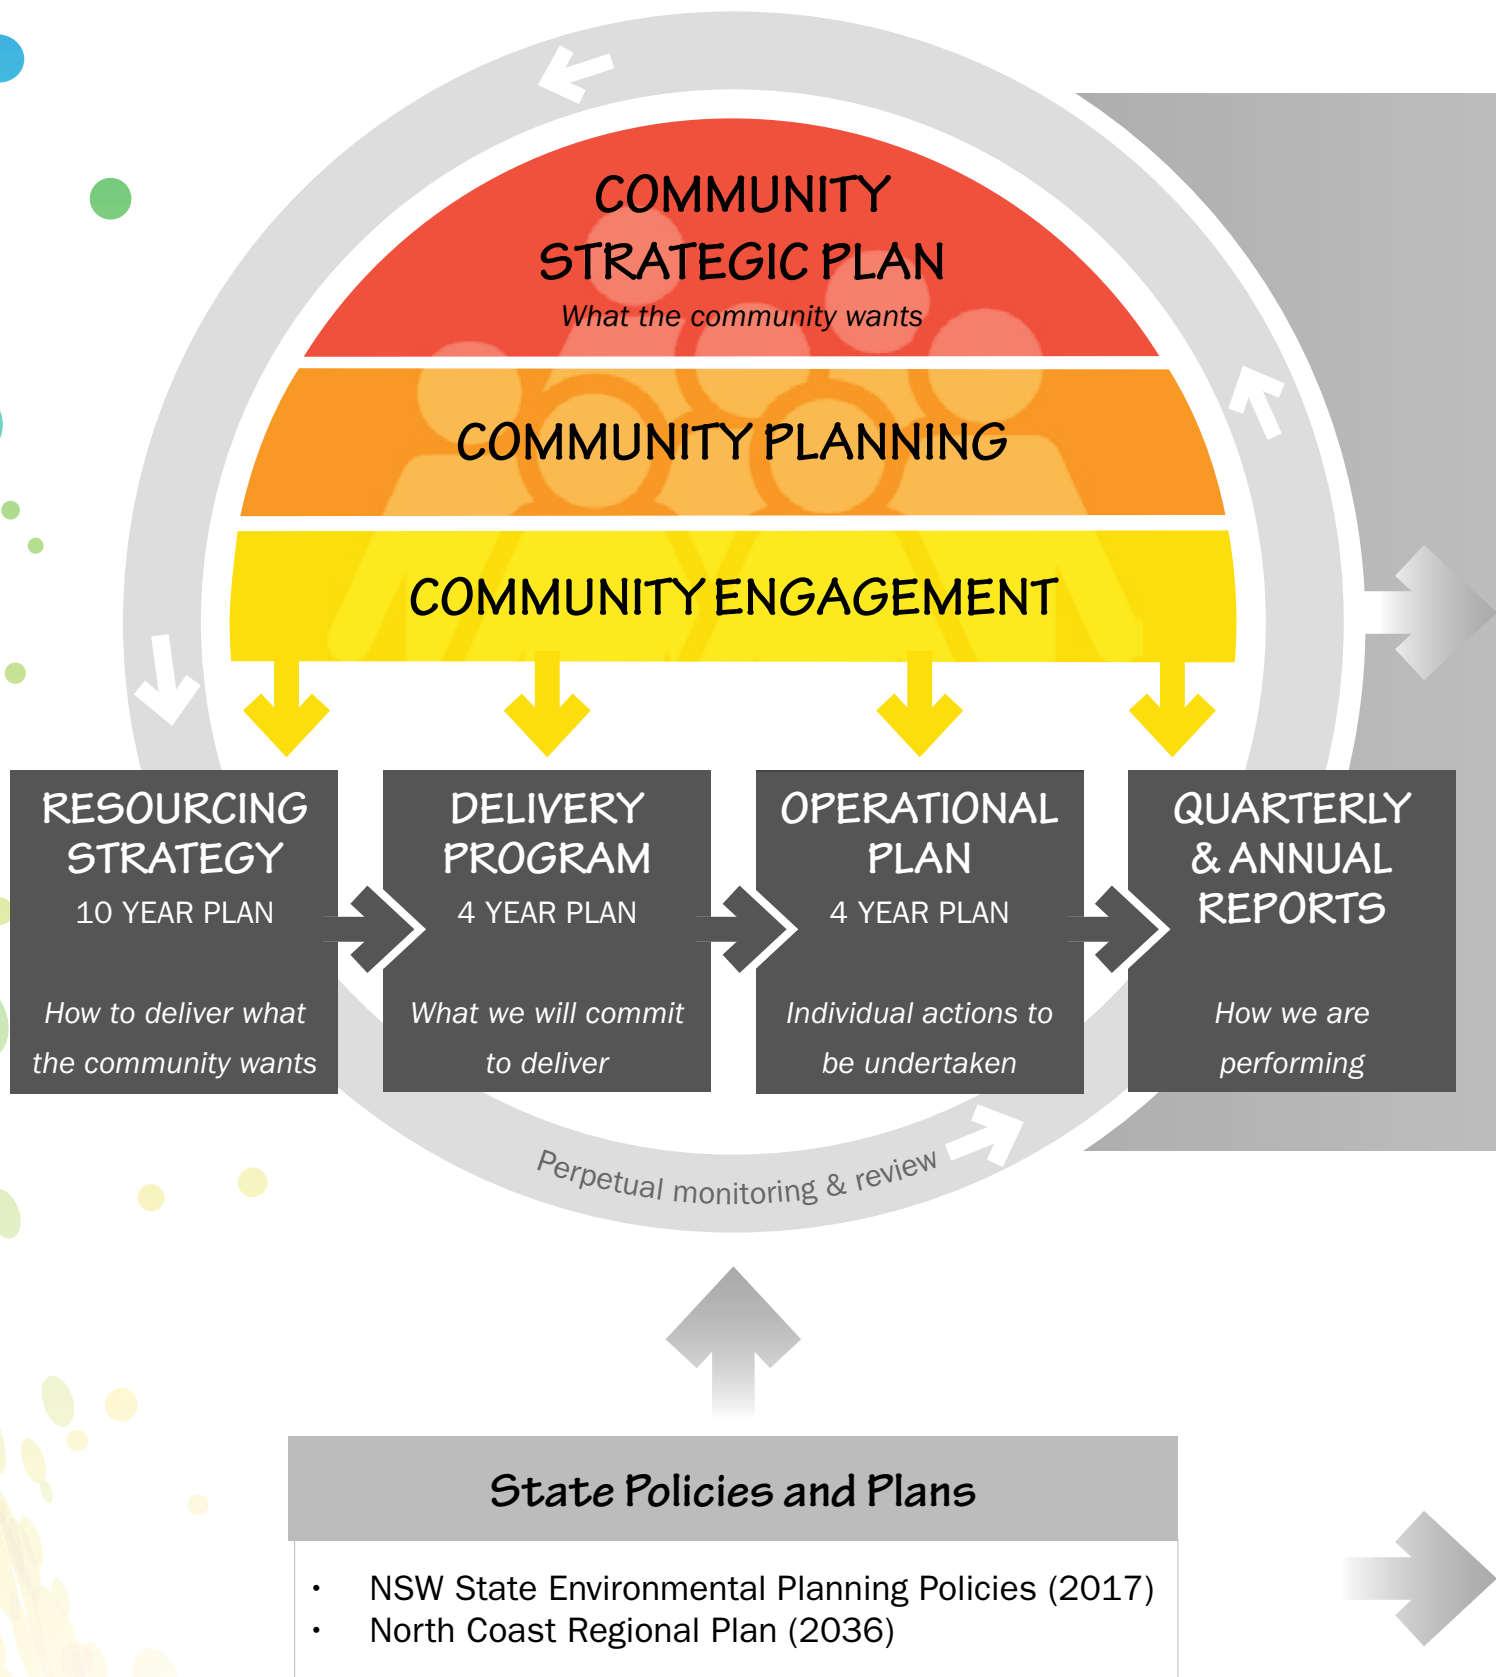 COMMUNITY
STRATEGIC PLAN
What the community wants
COMMUNITY PLANNING
COMMUNITY ENGAGEMENT
RESOURCING
STRATEGY
10 YEAR PLAN
How to deliver what
the community wants
DELIVERY
PROGRAM
4 YEAR PLAN
What we will commit
to deliver
OPERATIONAL
PLAN
4 YEAR PLAN
Individual actions to
be undertaken
QUARTERLY
& ANNUAL
REPORTS
How we are
performing
Perpetual monitoring & review
State Policies and Plans
• NSW State Environmental Planning Policies (2017)
• North Coast Regional Plan (2036)